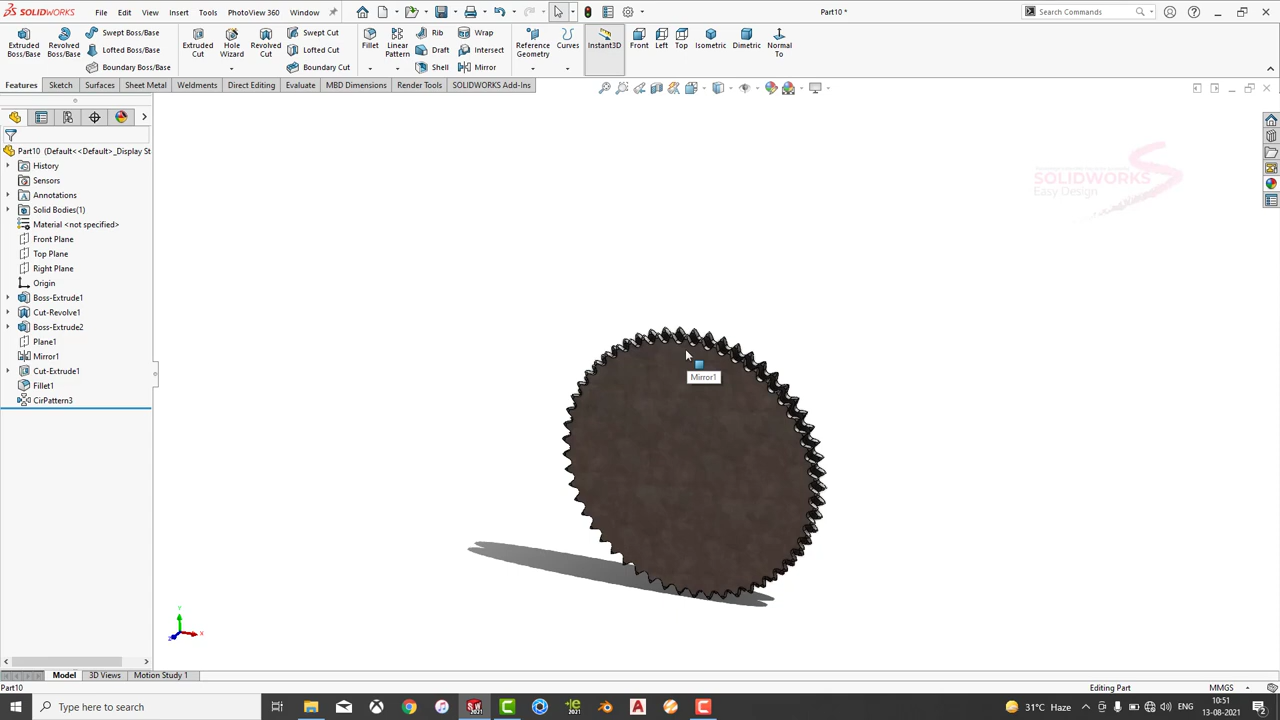 SOLIDWORKS File Edit View Insert Tools PhotoView 360 Window Part10 * Search Commands
Extruded Boss/Base Revolved Boss/Base Swept Boss/Base Lofted Boss/Base Boundary Boss/Base Extruded Cut Hole Wizard Revolved Cut Swept Cut Lofted Cut Boundary Cut Fillet Linear Pattern Rib Draft Shell Wrap Intersect Mirror Reference Geometry Curves Instant3D Front Left Top Isometric Dimetric Normal To
Features Sketch Surfaces Sheet Metal Weldments Direct Editing Evaluate MBD Dimensions Render Tools SOLIDWORKS Add-Ins
Part10 (Default<<Default>_Display St
History
Sensors
Annotations
Solid Bodies(1)
Material <not specified>
Front Plane
Top Plane
Right Plane
Origin
Boss-Extrude1
Cut-Revolve1
Boss-Extrude2
Plane1
Mirror1
Cut-Extrude1
Fillet1
CirPattern3
SOLIDWORKS
Easy Design
Mirror1
Y
X
Z
Model 3D Views Motion Study 1
Part10 Editing Part MMGS
Type here to search
31°C Haze ENG 10:51
13-08-2021